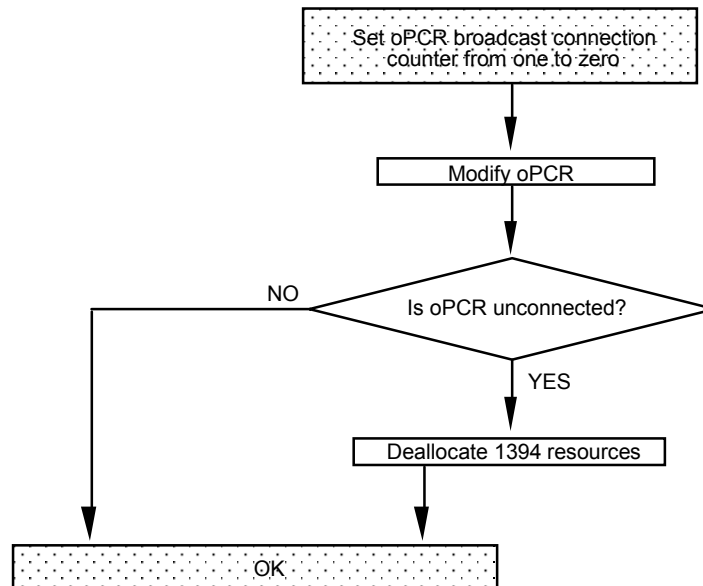 Set oPCR broadcast connection
counter from one to zero
Modify oPCR
NO
Is oPCR unconnected?
YES
Deallocate 1394 resources
OK